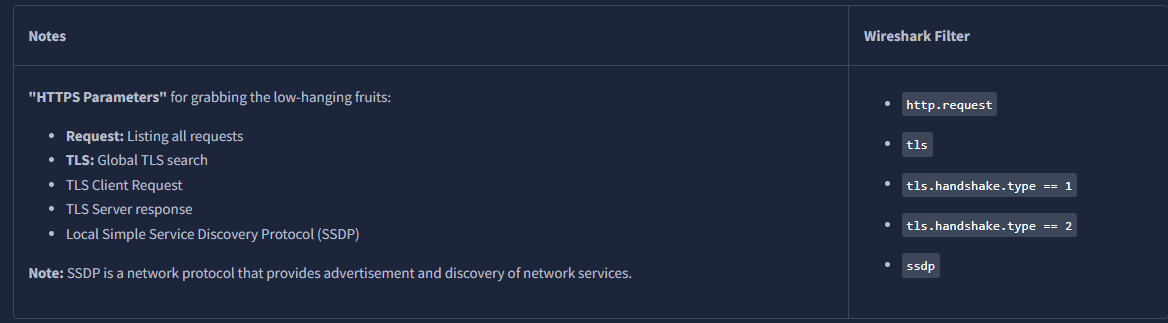 Notes
Wireshark Filter
"HTTPS Parameters" for grabbing the low-hanging fruits:
Request: Listing all requests
TLS: Global TLS search
TLS Client Request
TLS Server response
Local Simple Service Discovery Protocol (SSDP)
Note: SSDP is a network protocol that provides advertisement and discovery of network services.
http.request
tls
tls.handshake.type == 1
tls.handshake.type == 2
ssdp